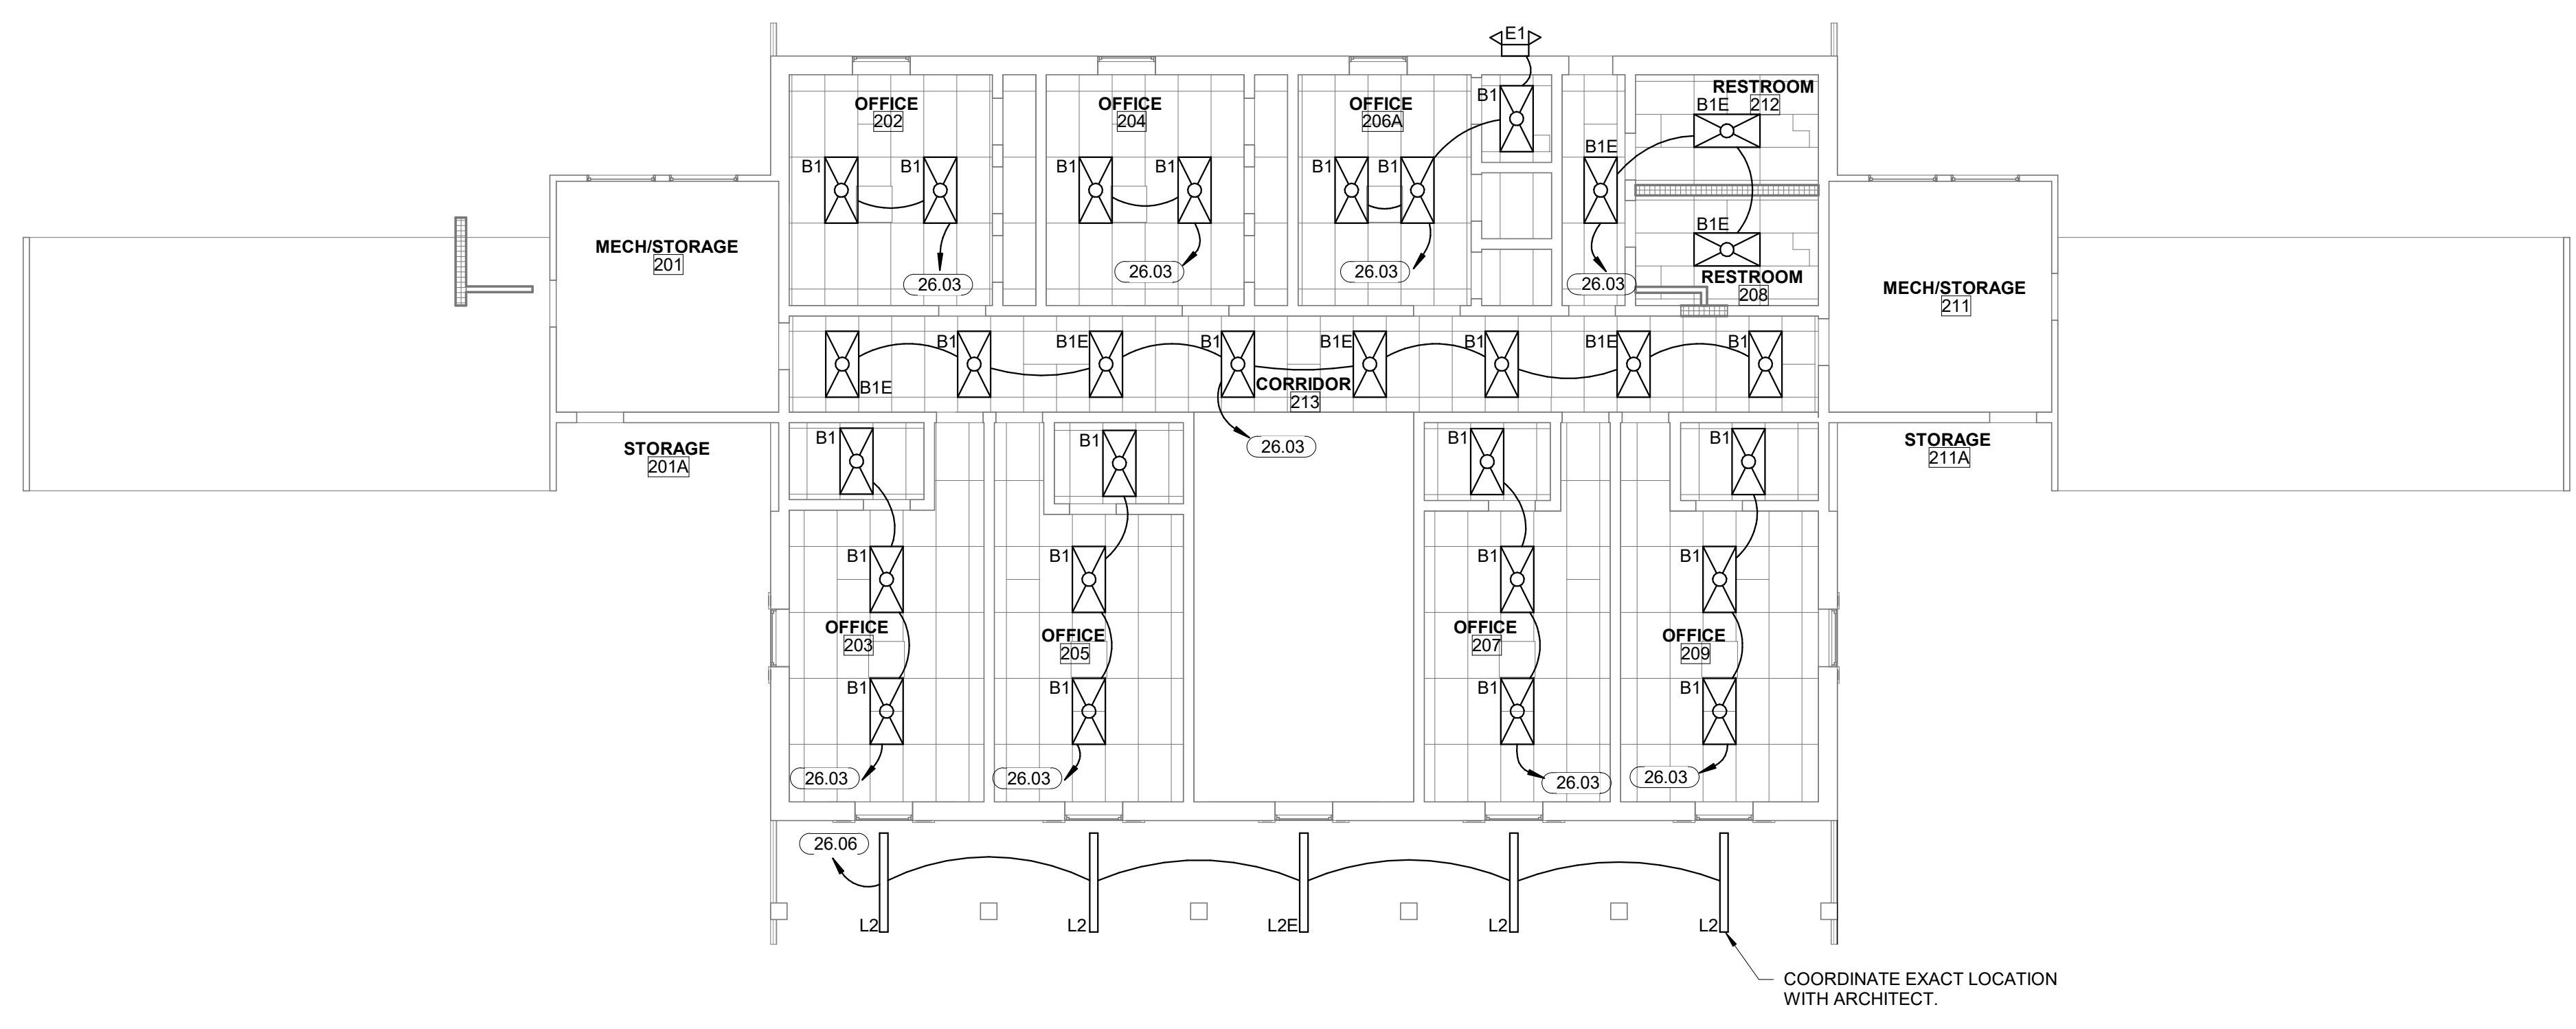 E1
OFFICE
202
OFFICE
204
OFFICE
206A
B1
RESTROOM
B1E
212
B1
B1
B1
B1
B1
B1
B1E
B1E
26.03
26.03
26.03
26.03
RESTROOM
208
MECH/STORAGE
201
MECH/STORAGE
211
B1E
B1
B1E
B1
B1E
B1
B1E
B1
CORRIDOR
213
26.03
STORAGE
201A
STORAGE
211A
B1
B1
B1
B1
B1
B1
B1
B1
OFFICE
203
OFFICE
205
OFFICE
207
OFFICE
209
B1
B1
B1
B1
26.03
26.03
26.03
26.03
26.06
L2
L2
L2E
L2
L2
COORDINATE EXACT LOCATION
WITH ARCHITECT.